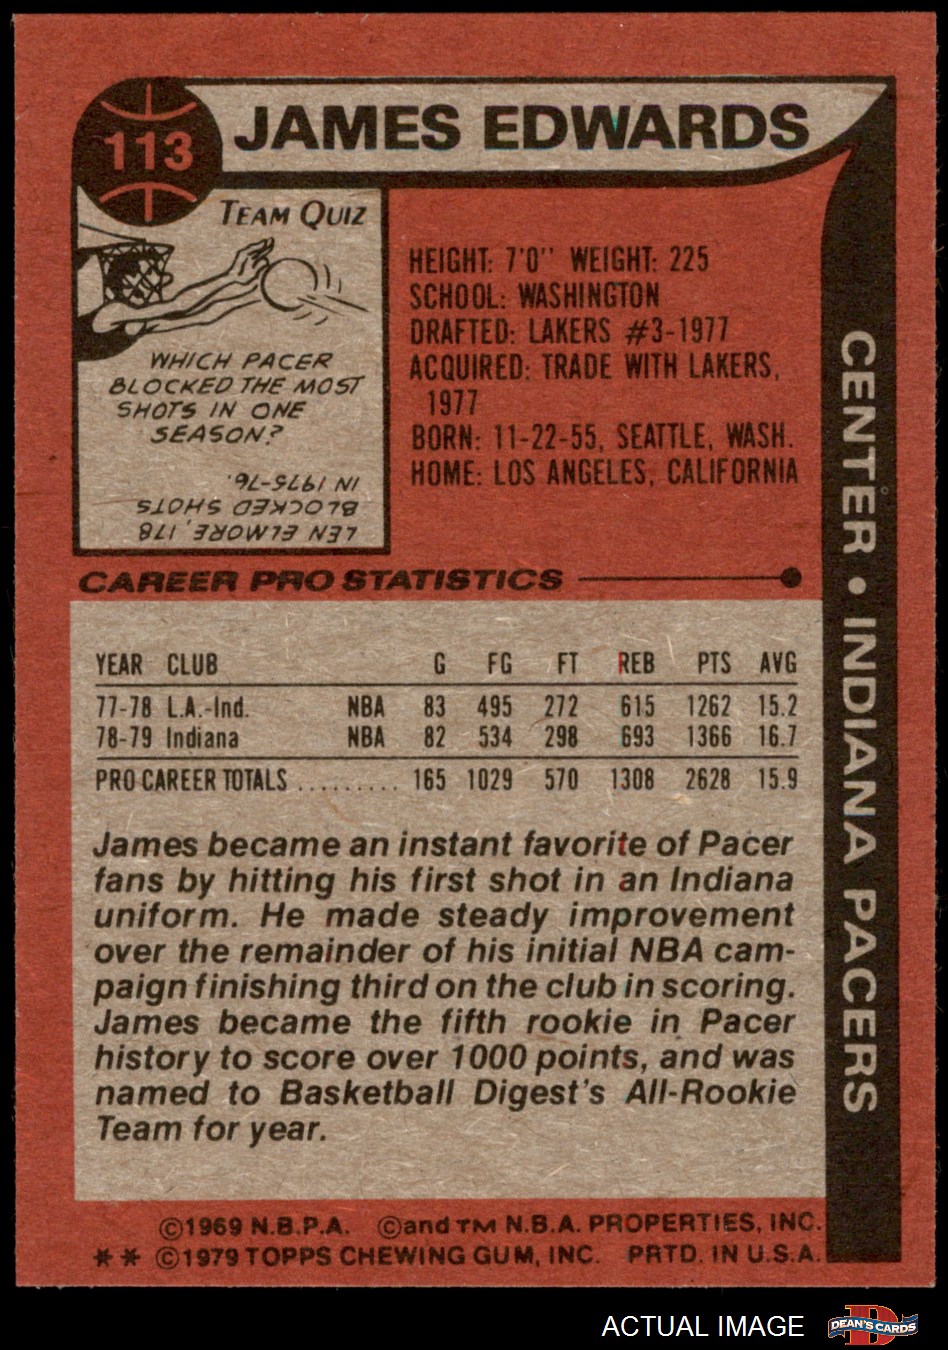 113
JAMES EDWARDS
TEAM QUIZ
WHICH PACER
BLOCKED THE MOST
SHOTS IN ONE
SEASON?
LEN ELMORE, 178
BLOCKED SHOTS
IN 1975-76.
HEIGHT: 7'0" WEIGHT: 225
SCHOOL: WASHINGTON
DRAFTED: LAKERS #3-1977
ACQUIRED: TRADE WITH LAKERS,
1977
BORN: 11-22-55, SEATTLE, WASH.
HOME: LOS ANGELES, CALIFORNIA
CENTER • INDIANA PACERS
CAREER PRO STATISTICS
YEAR CLUB G FG FT REB PTS AVG
77-78 L.A.-Ind. NBA 83 495 272 615 1262 15.2
78-79 Indiana NBA 82 534 298 693 1366 16.7
PRO CAREER TOTALS ......... 165 1029 570 1308 2628 15.9
James became an instant favorite of Pacer
fans by hitting his first shot in an Indiana
uniform. He made steady improvement
over the remainder of his initial NBA cam-
paign finishing third on the club in scoring.
James became the fifth rookie in Pacer
history to score over 1000 points, and was
named to Basketball Digest's All-Rookie
Team for year.
©1969 N.B.P.A. ©and TM N.B.A. PROPERTIES, INC.
** ©1979 TOPPS CHEWING GUM, INC. PRTD. IN U.S.A.
ACTUAL IMAGE
D
DEAN'S CARDS